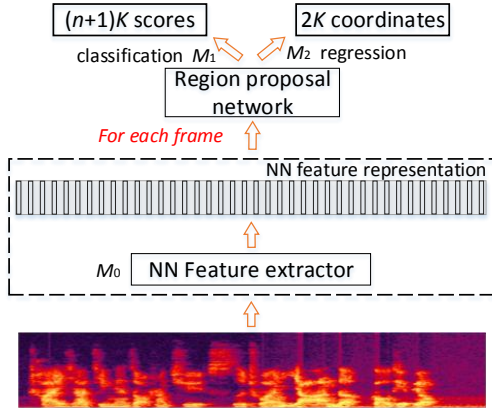 (n+1)K scores
2K coordinates
classification M₁
M₂ regression
Region proposal
network
For each frame
NN feature representation
M₀
NN Feature extractor